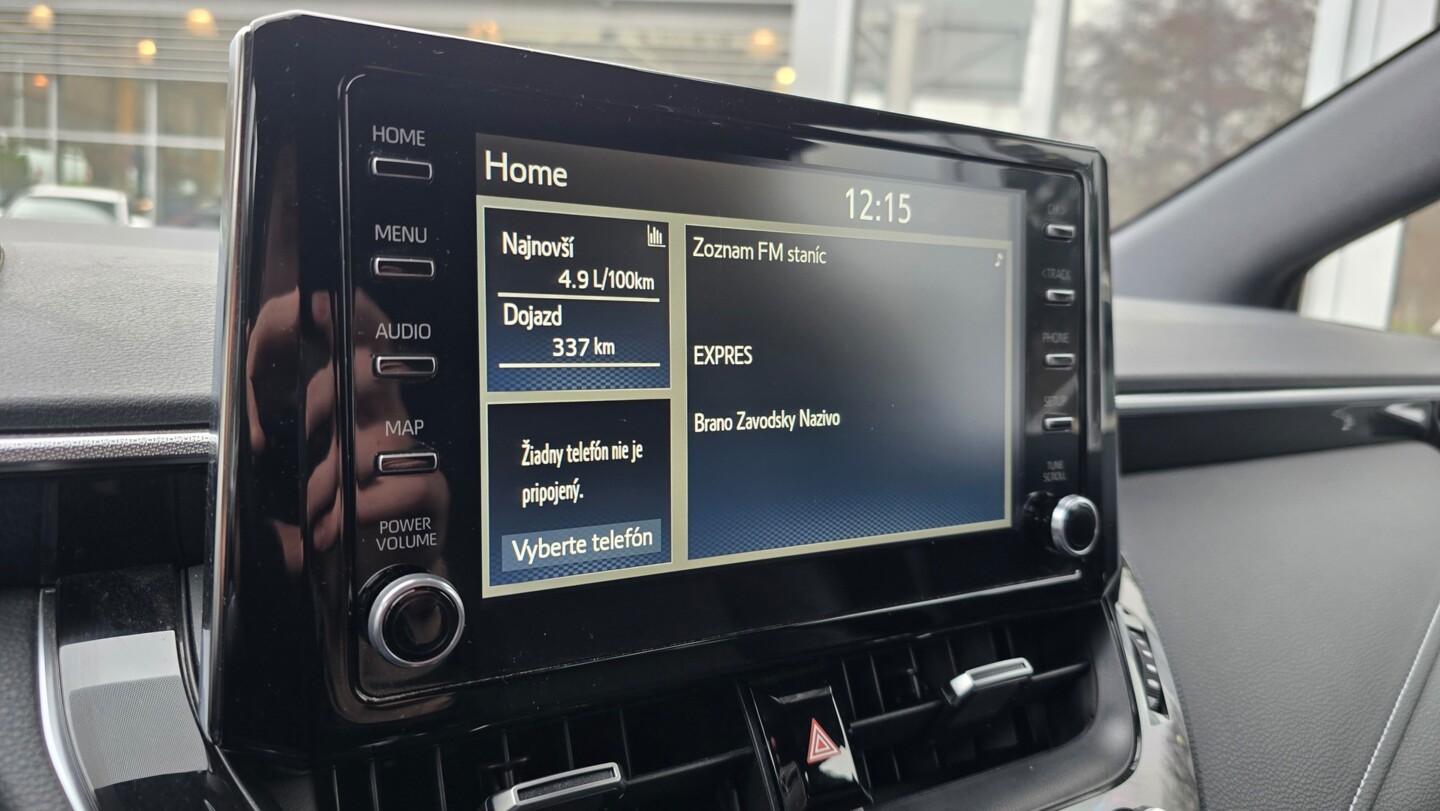 HOME
MENU
AUDIO
MAP
POWER
VOLUME
Home
12:15
Najnovší
4.9 L/100km
Dojazd
337 km
Žiadny telefón nie je
pripojený.
Vyberte telefón
Zoznam FM staníc
EXPRES
Brano Zavodsky Nazivo
<TRACK
PHONE
SETUP
TUNE
SCROLL